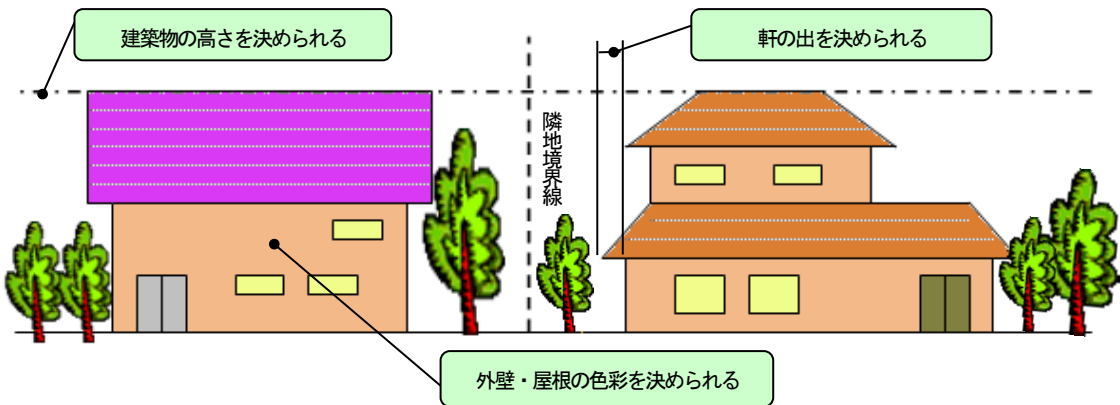 建築物の高さを決められる
軒の出を決められる
隣地境界線
外壁・屋根の色彩を決められる